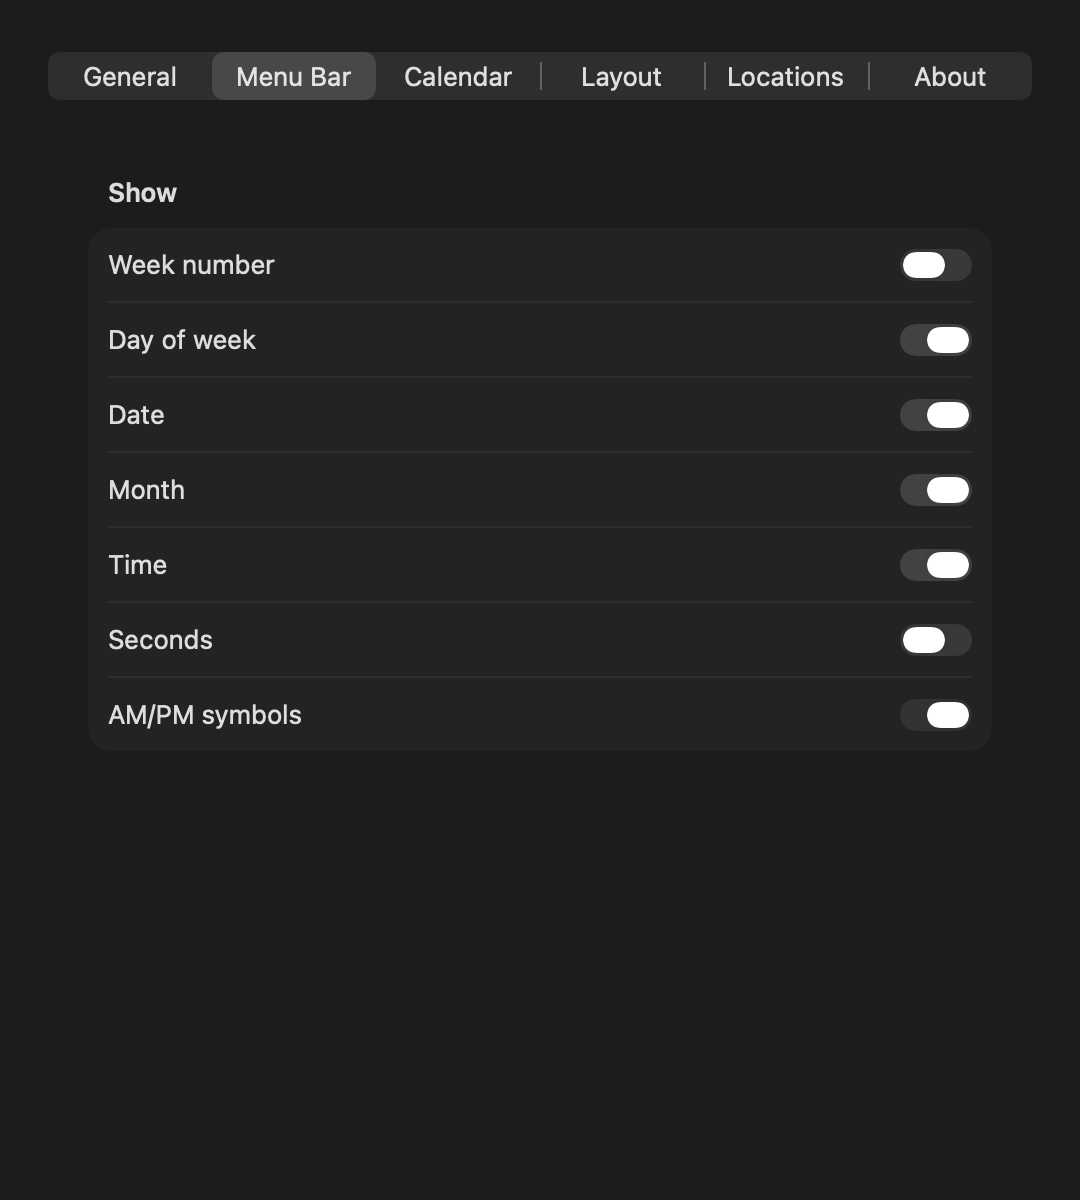 General Menu Bar Calendar Layout Locations About
Show
Week number
Day of week
Date
Month
Time
Seconds
AM/PM symbols